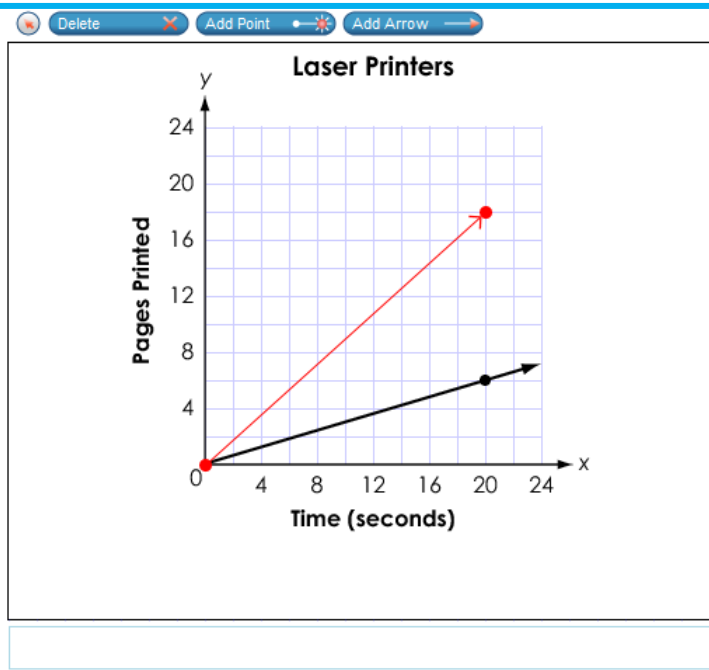 Delete Add Point Add Arrow
Laser Printers
y
24
20
16
12
8
4
0
4 8 12 16 20 24
x
Pages Printed
Time (seconds)